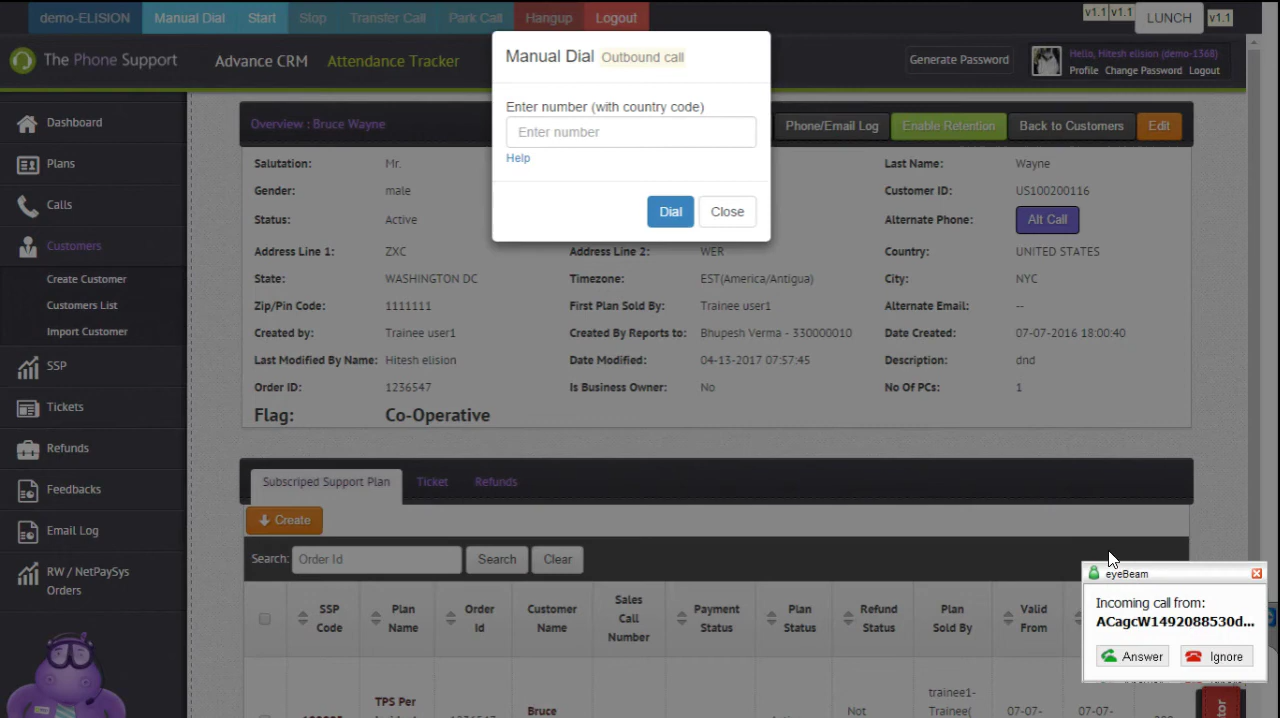 demo-ELISION Manual Dial Start Stop Transfer Call Park Call Hangup Logout v1.1 v1.1 LUNCH v1.1
The Phone Support Advance CRM Attendance Tracker Generate Password Hello, Hitesh elision (demo-1368)
Profile Change Password Logout
Manual Dial Outbound call
Enter number (with country code)
Enter number
Help
Dial Close
Dashboard
Plans
Calls
Customers
Create Customer
Customers List
Import Customer
SSP
Tickets
Refunds
Feedbacks
Email Log
RW / NetPaySys
Orders
Overview : Bruce Wayne Phone/Email Log Enable Retention Back to Customers Edit
Salutation: Mr. Last Name: Wayne
Gender: male Customer ID: US100200116
Status: Active Alternate Phone: Alt Call
Address Line 1: ZXC Address Line 2: WER Country: UNITED STATES
State: WASHINGTON DC Timezone: EST(America/Antigua) City: NYC
Zip/Pin Code: 1111111 First Plan Sold By: Trainee user1 Alternate Email: --
Created by: Trainee user1 Created By Reports to: Bhupesh Verma - 330000010 Date Created: 07-07-2016 18:00:40
Last Modified By Name: Hitesh elision Date Modified: 04-13-2017 07:57:45 Description: dnd
Order ID: 1236547 Is Business Owner: No No Of PCs: 1
Flag: Co-Operative
Subscriped Support Plan Ticket Refunds
Create
Search: Order Id Search Clear
SSP Code Plan Name Order Id Customer Name Sales Call Number Payment Status Plan Status Refund Status Plan Sold By Valid From
TPS Per Bruce Not trainee1-
Trainee( 07-07- 07-07-
eyeBeam
Incoming call from:
ACagcW1492088530d...
Answer Ignore